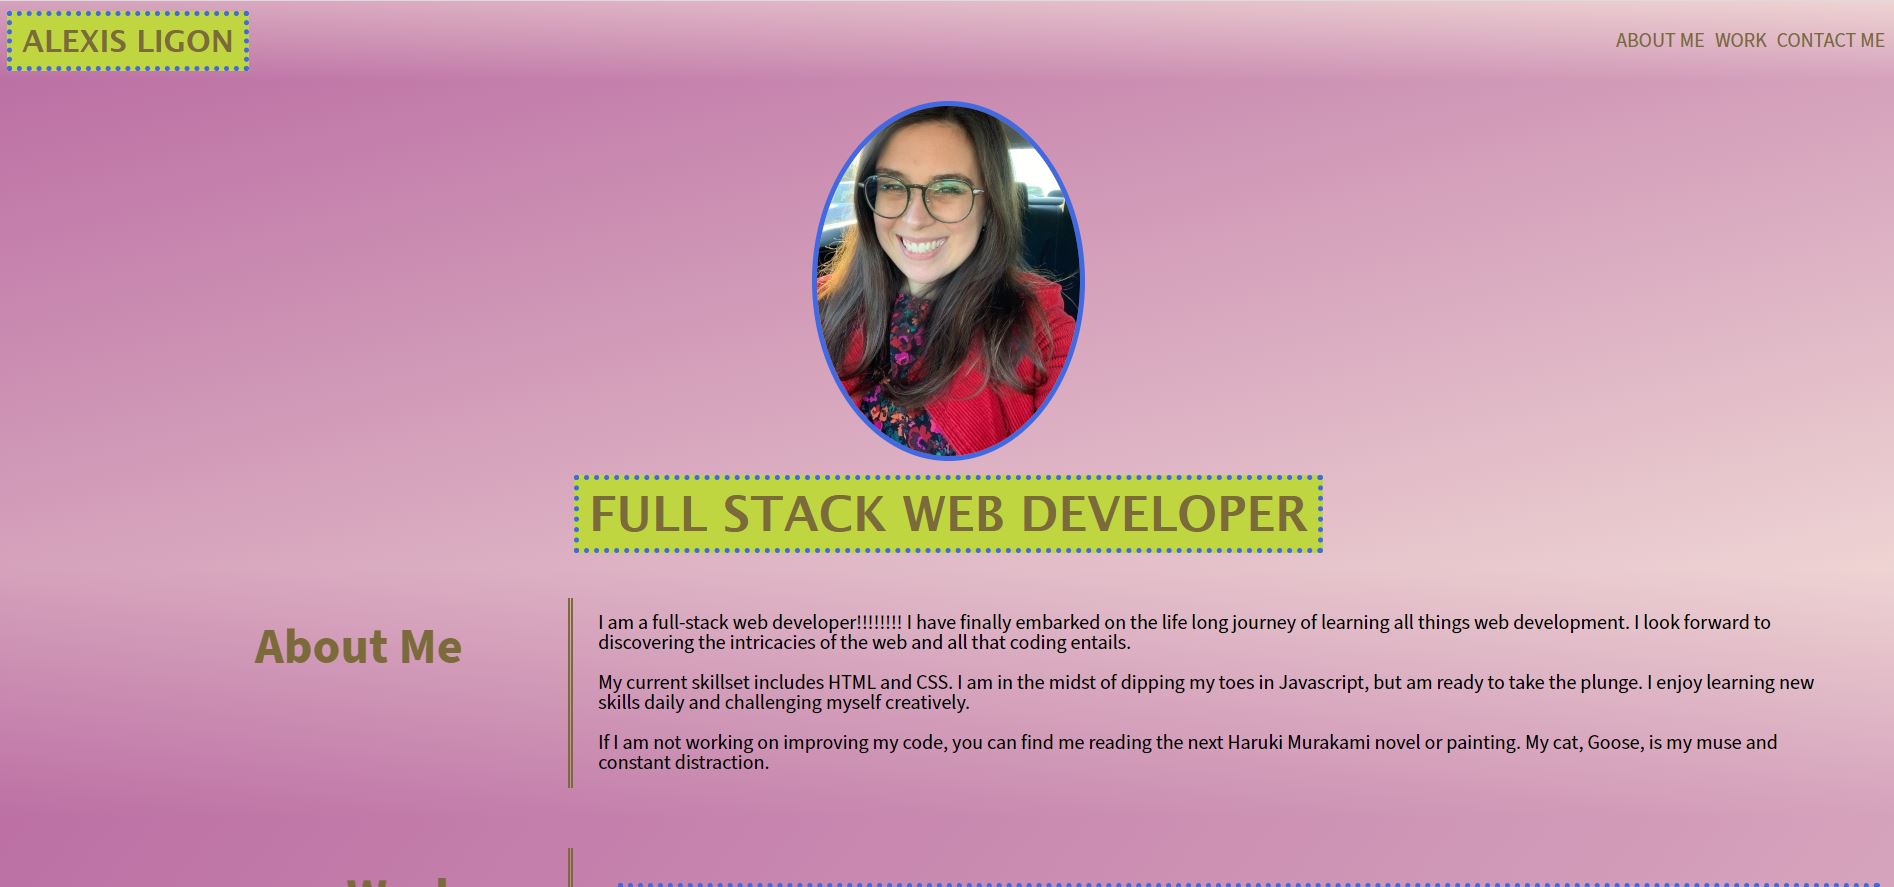 ALEXIS LIGON
ABOUT ME WORK CONTACT ME
FULL STACK WEB DEVELOPER
About Me
I am a full-stack web developer!!!!!!!! I have finally embarked on the life long journey of learning all things web development. I look forward to
discovering the intricacies of the web and all that coding entails.
My current skillset includes HTML and CSS. I am in the midst of dipping my toes in Javascript, but am ready to take the plunge. I enjoy learning new
skills daily and challenging myself creatively.
If I am not working on improving my code, you can find me reading the next Haruki Murakami novel or painting. My cat, Goose, is my muse and
constant distraction.